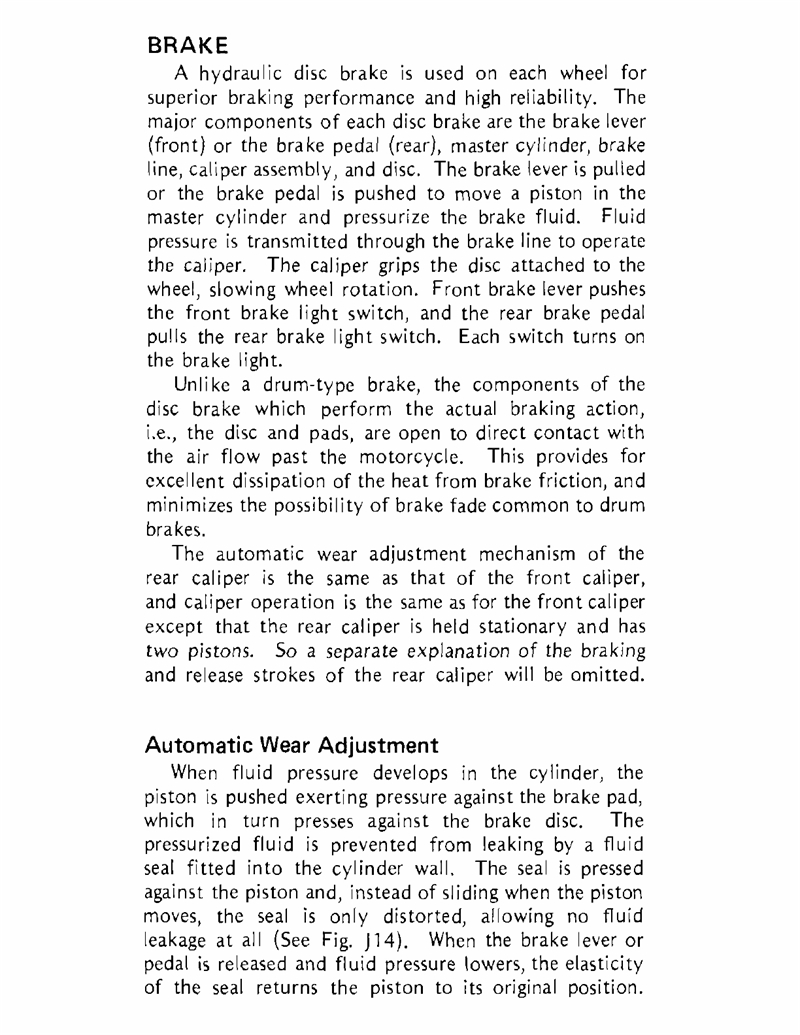 BRAKE
A hydraulic disc brake is used on each wheel for
superior braking performance and high reliability. The
major components of each disc brake are the brake lever
(front) or the brake pedal (rear), master cylinder, brake
line, caliper assembly, and disc. The brake lever is pulled
or the brake pedal is pushed to move a piston in the
master cylinder and pressurize the brake fluid. Fluid
pressure is transmitted through the brake line to operate
the caliper. The caliper grips the disc attached to the
wheel, slowing wheel rotation. Front brake lever pushes
the front brake light switch, and the rear brake pedal
pulls the rear brake light switch. Each switch turns on
the brake light.
Unlike a drum-type brake, the components of the
disc brake which perform the actual braking action,
i.e., the disc and pads, are open to direct contact with
the air flow past the motorcycle. This provides for
excellent dissipation of the heat from brake friction, and
minimizes the possibility of brake fade common to drum
brakes.
The automatic wear adjustment mechanism of the
rear caliper is the same as that of the front caliper,
and caliper operation is the same as for the front caliper
except that the rear caliper is held stationary and has
two pistons. So a separate explanation of the braking
and release strokes of the rear caliper will be omitted.
Automatic Wear Adjustment
When fluid pressure develops in the cylinder, the
piston is pushed exerting pressure against the brake pad,
which in turn presses against the brake disc. The
pressurized fluid is prevented from leaking by a fluid
seal fitted into the cylinder wall. The seal is pressed
against the piston and, instead of sliding when the piston
moves, the seal is only distorted, allowing no fluid
leakage at all (See Fig. J14). When the brake lever or
pedal is released and fluid pressure lowers, the elasticity
of the seal returns the piston to its original position.